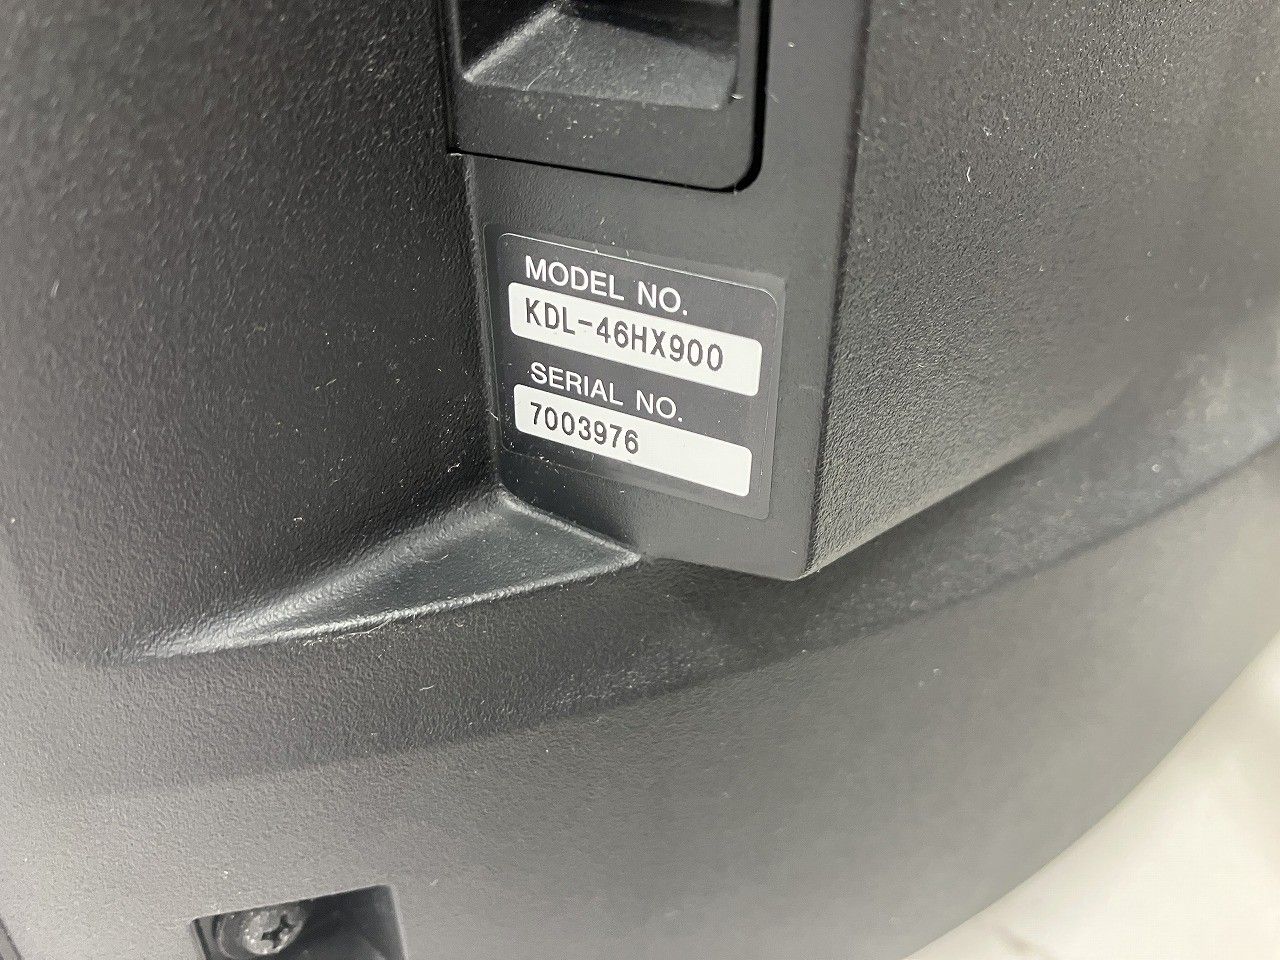 MODEL NO.
KDL-46HX900
SERIAL NO.
7003976